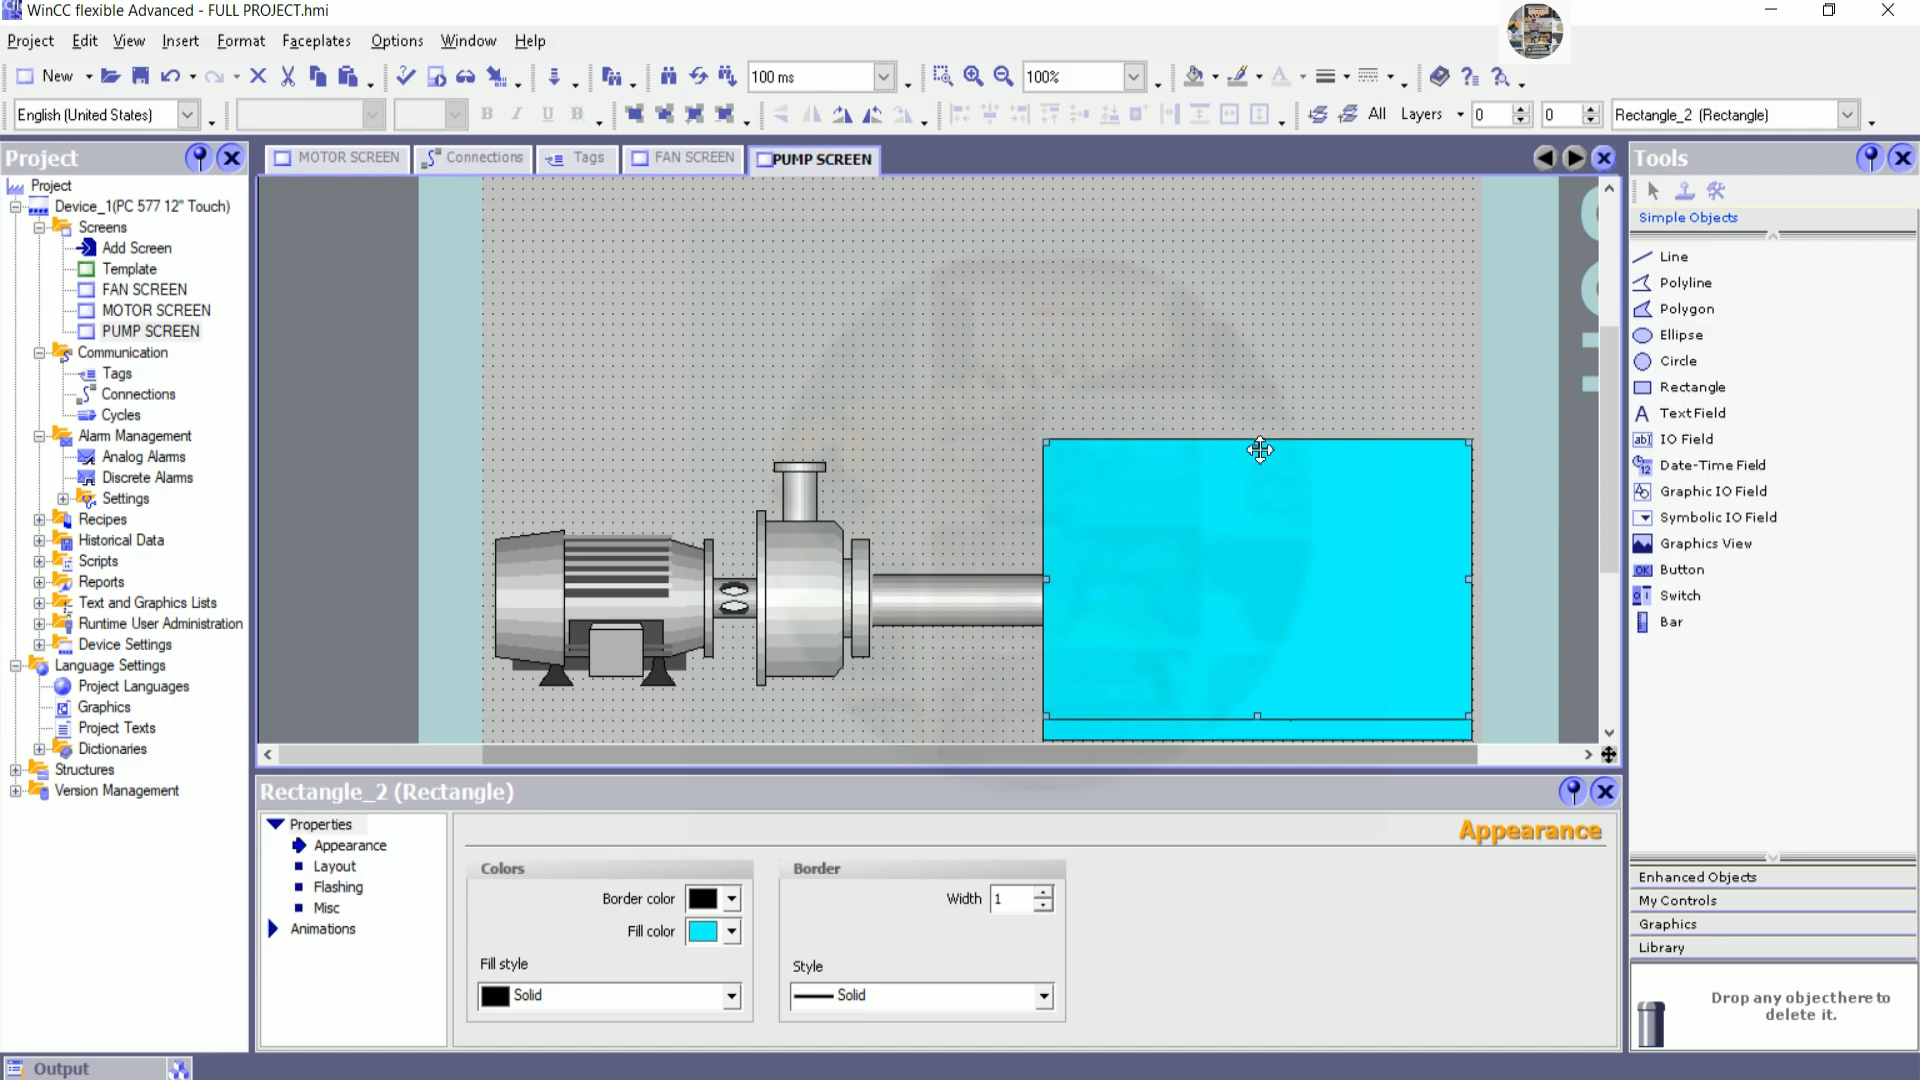 WinCC flexible Advanced - FULL PROJECT.hmi
Project Edit View Insert Format Faceplates Options Window Help
New 100 ms 100%
English (United States) B I U B All Layers 0 0 Rectangle_2 (Rectangle)
Project
Project
Device_1(PC 577 12" Touch)
Screens
Add Screen
Template
FAN SCREEN
MOTOR SCREEN
PUMP SCREEN
Communication
Tags
Connections
Cycles
Alarm Management
Analog Alarms
Discrete Alarms
Settings
Recipes
Historical Data
Scripts
Reports
Text and Graphics Lists
Runtime User Administration
Device Settings
Language Settings
Project Languages
Graphics
Project Texts
Dictionaries
Structures
Version Management
MOTOR SCREEN Connections Tags FAN SCREEN PUMP SCREEN
Rectangle_2 (Rectangle)
Properties
Appearance
Layout
Flashing
Misc
Animations
Appearance
Colors
Border color
Fill color
Fill style
Solid
Border
Width 1
Style
Solid
Tools
Simple Objects
Line
Polyline
Polygon
Ellipse
Circle
Rectangle
TextField
IO Field
Date-Time Field
Graphic IO Field
Symbolic IO Field
Graphics View
Button
Switch
Bar
Enhanced Objects
My Controls
Graphics
Library
Drop any objecthere to
delete it.
Output